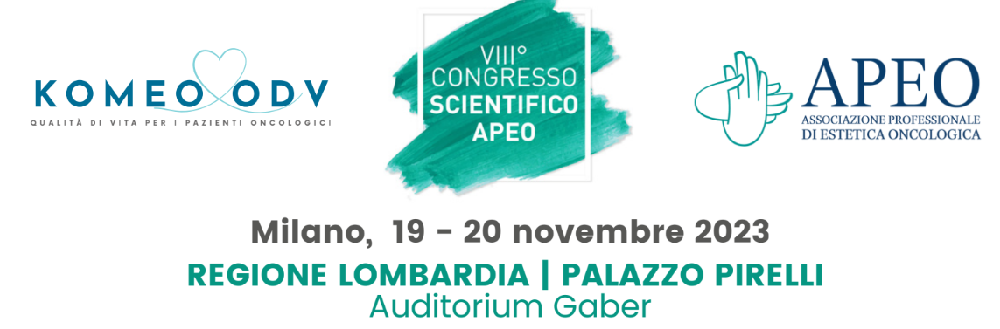 KOMEO ODV
QUALITÀ DI VITA PER I PAZIENTI ONCOLOGICI
VIII°
CONGRESSO
SCIENTIFICO
APEO
APEO
ASSOCIAZIONE PROFESSIONALE
DI ESTETICA ONCOLOGICA
Milano, 19 - 20 novembre 2023
REGIONE LOMBARDIA | PALAZZO PIRELLI
Auditorium Gaber